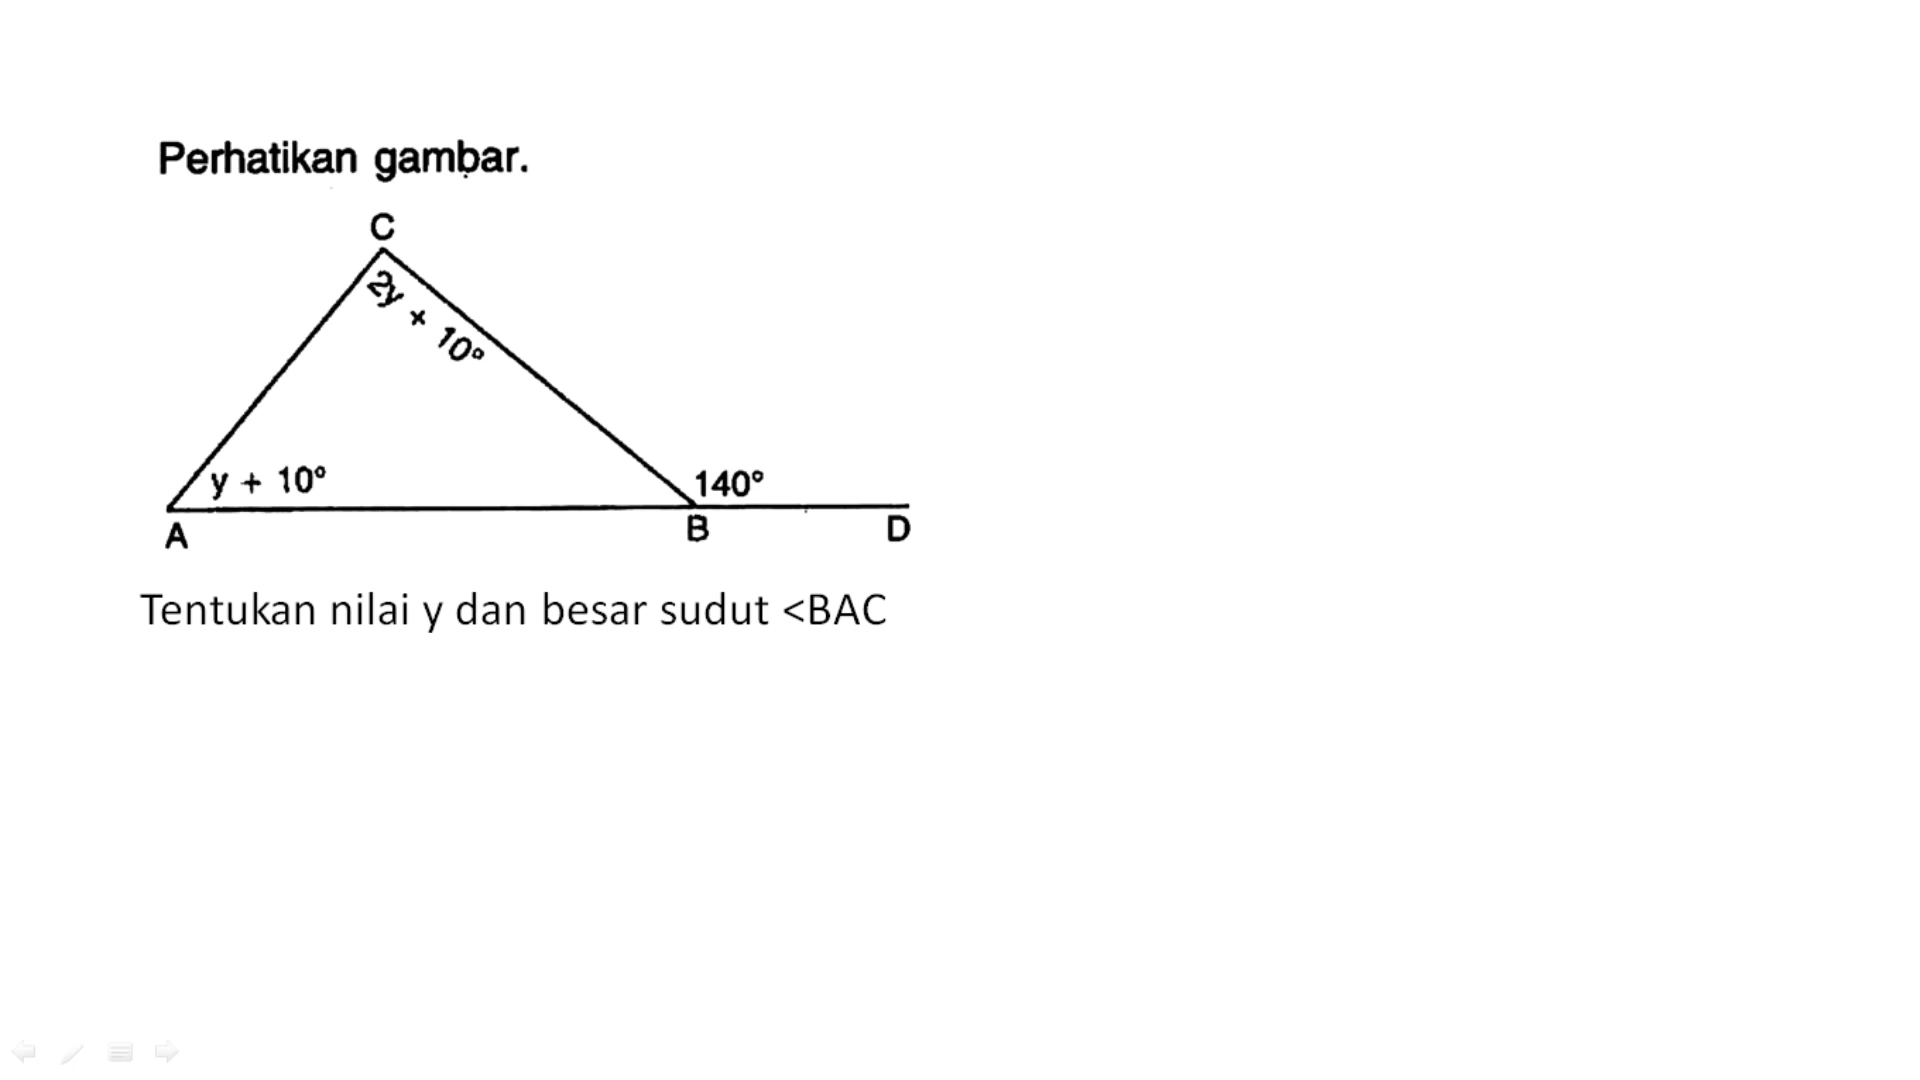 Perhatikan gambar.
C
2y + 10°
y + 10°
140°
A
B
D
Tentukan nilai y dan besar sudut <BAC